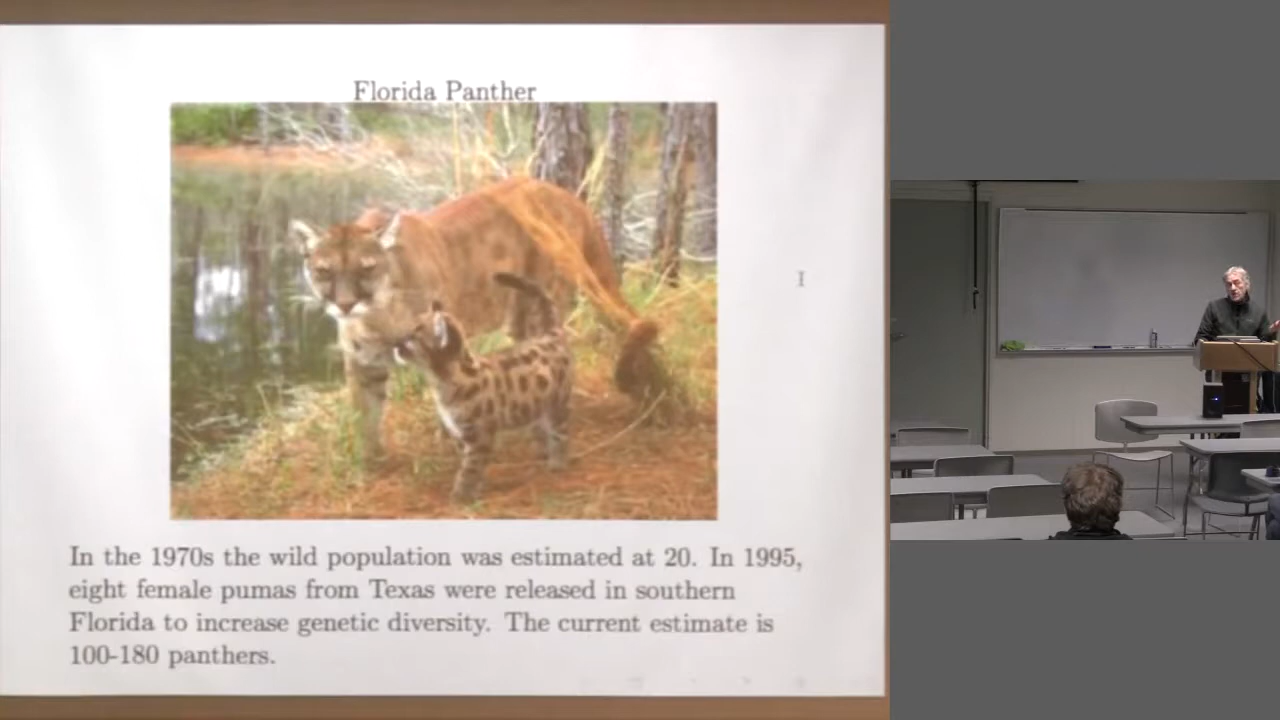 Florida Panther
In the 1970s the wild population was estimated at 20. In 1995,
eight female pumas from Texas were released in southern
Florida to increase genetic diversity. The current estimate is
100-180 panthers.